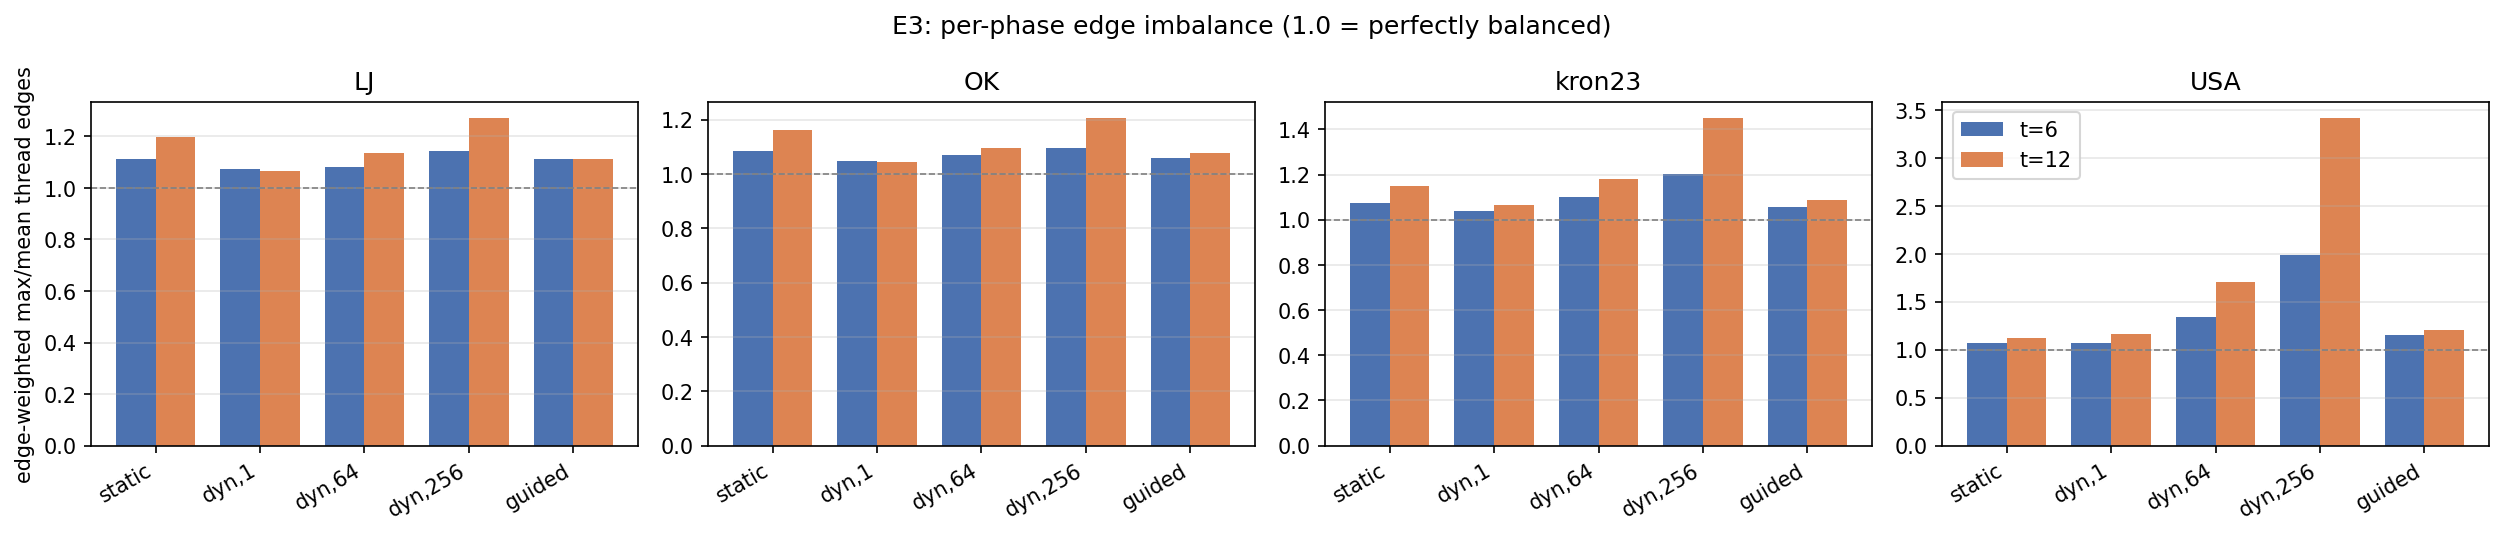 E3: per-phase edge imbalance (1.0 = perfectly balanced)
edge-weighted max/mean thread edges
LJ
1.2
1.0
0.8
0.6
0.4
0.2
0.0
static
dyn,1
dyn,64
dyn,256
guided
OK
1.2
1.0
0.8
0.6
0.4
0.2
0.0
static
dyn,1
dyn,64
dyn,256
guided
kron23
1.4
1.2
1.0
0.8
0.6
0.4
0.2
0.0
static
dyn,1
dyn,64
dyn,256
guided
USA
3.5
3.0
2.5
2.0
1.5
1.0
0.5
0.0
t=6
t=12
static
dyn,1
dyn,64
dyn,256
guided